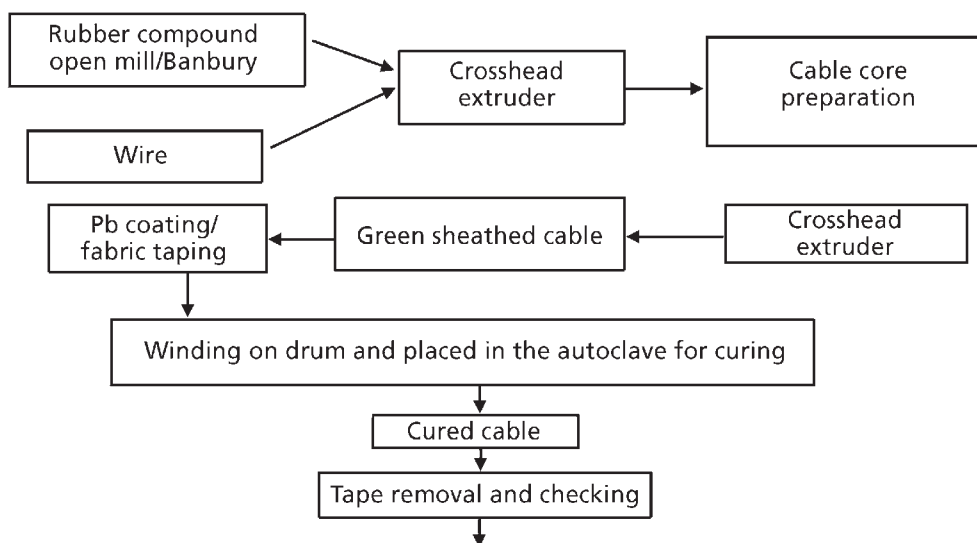 Rubber compound
open mill/Banbury
Crosshead
extruder
Cable core
preparation
Wire
Pb coating/
fabric taping
Green sheathed cable
Crosshead
extruder
Winding on drum and placed in the autoclave for curing
Cured cable
Tape removal and checking